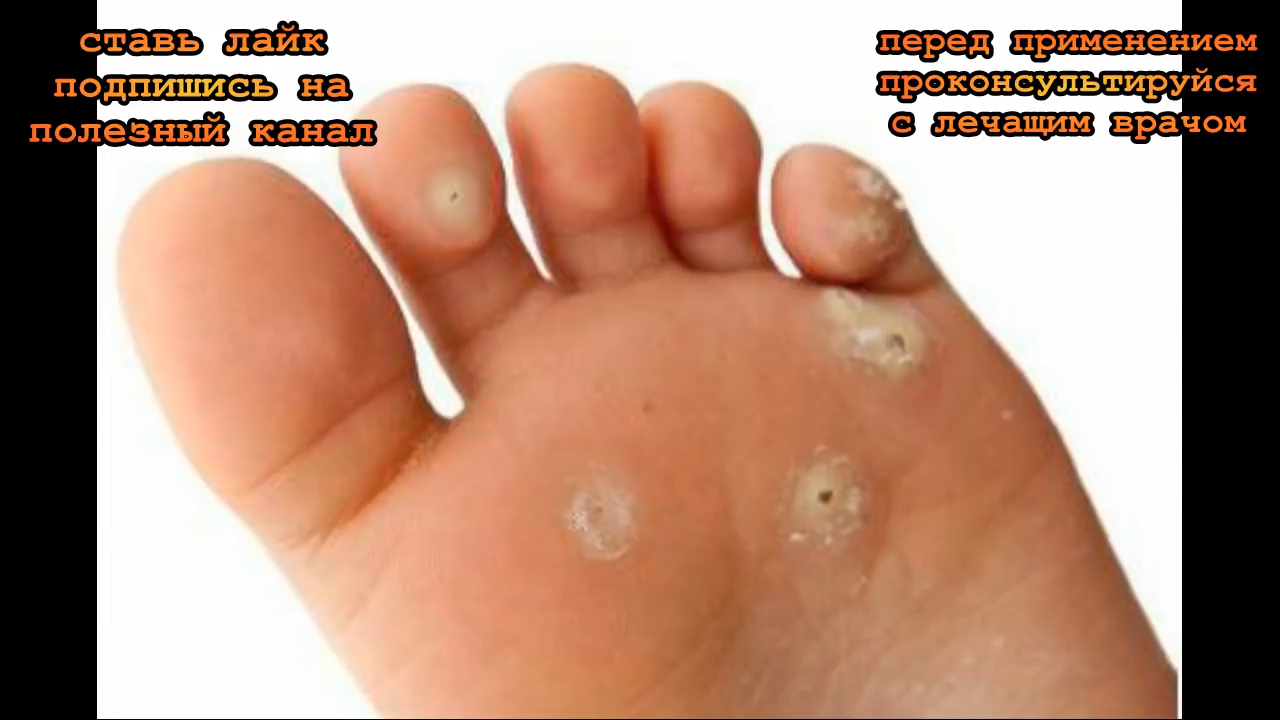 ставь лайк
подпишись на
полезный канал
перед применением
проконсультируйся
с лечащим врачом